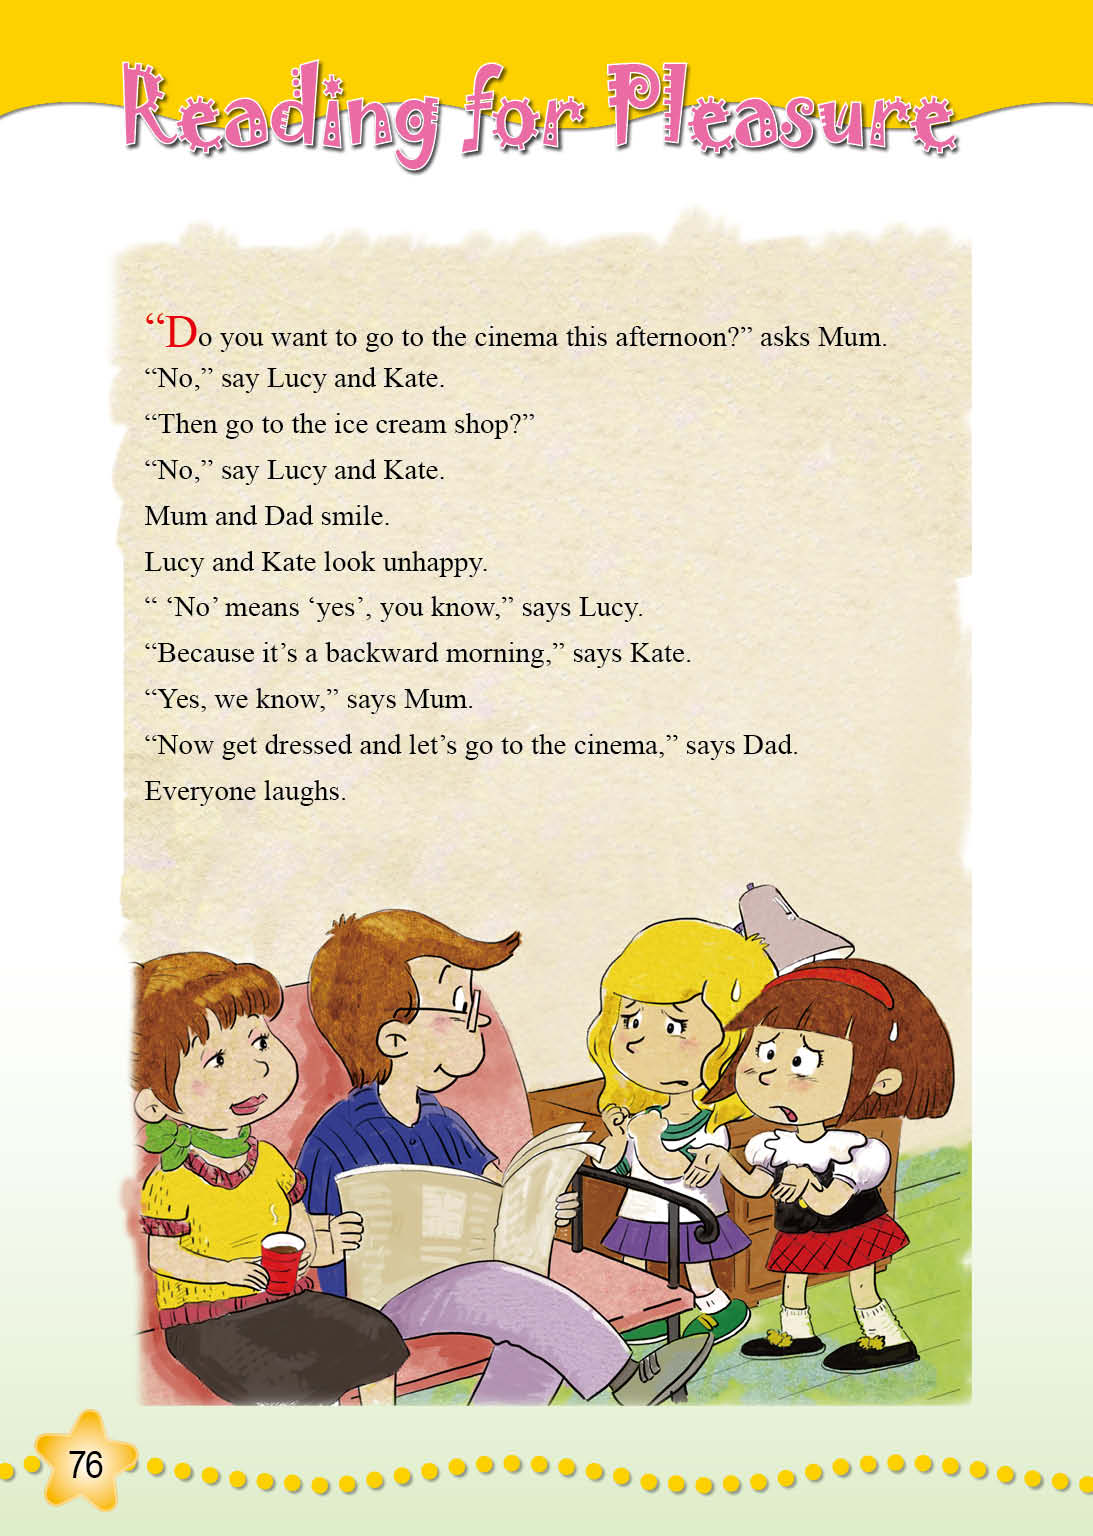 Reading for Pleasure
“Do you want to go to the cinema this afternoon?” asks Mum.
“No,” say Lucy and Kate.
“Then go to the ice cream shop?”
“No,” say Lucy and Kate.
Mum and Dad smile.
Lucy and Kate look unhappy.
“ ‘No’ means ‘yes’, you know,” says Lucy.
“Because it’s a backward morning,” says Kate.
“Yes, we know,” says Mum.
“Now get dressed and let’s go to the cinema,” says Dad.
Everyone laughs.
76